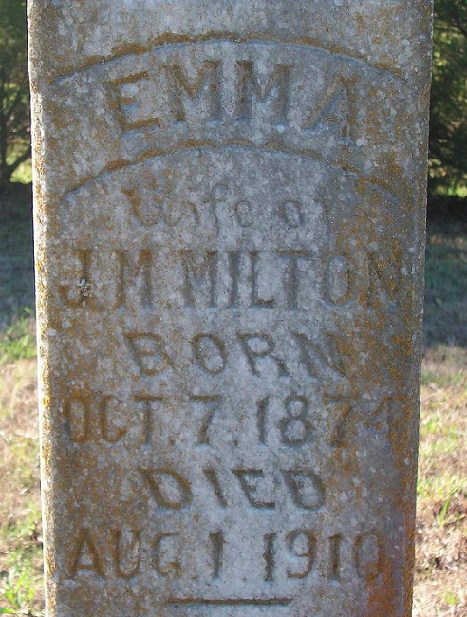 EMMA
Wife of
J.M. MILTON
BORN
OCT. 7, 1874
DIED
AUG 1 1910